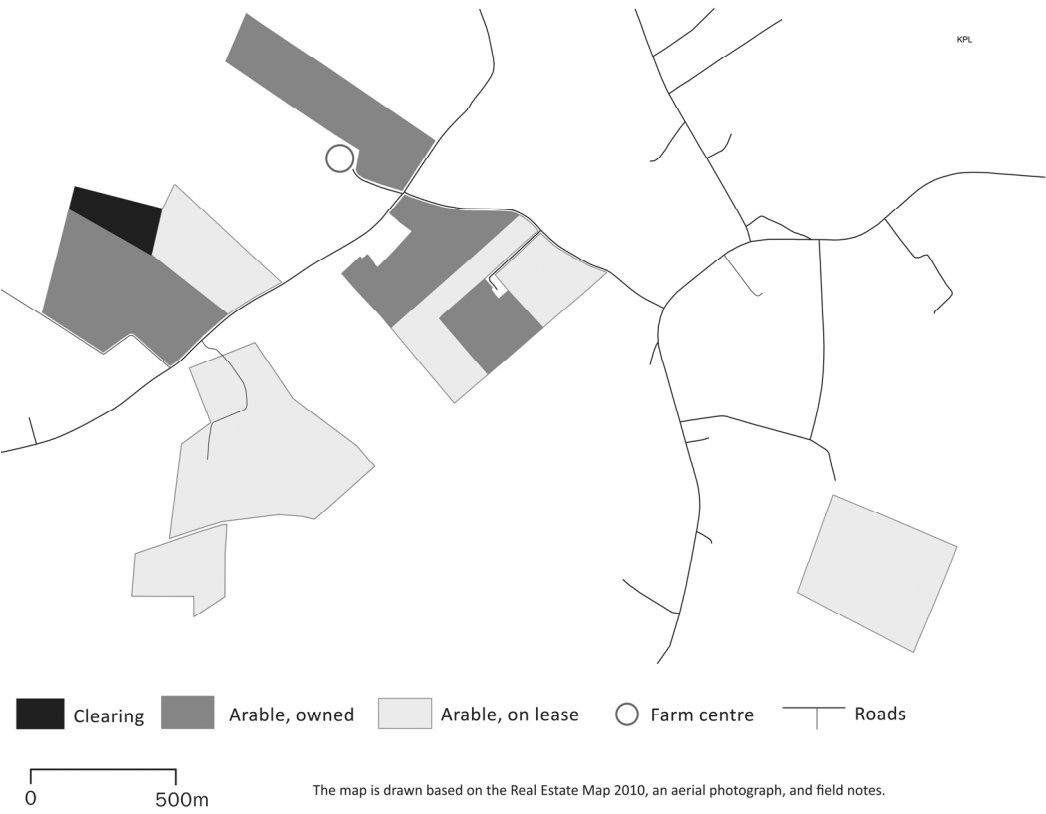 KPL
Clearing
Arable, owned
Arable, on lease
Farm centre
Roads
0
500m
The map is drawn based on the Real Estate Map 2010, an aerial photograph, and field notes.